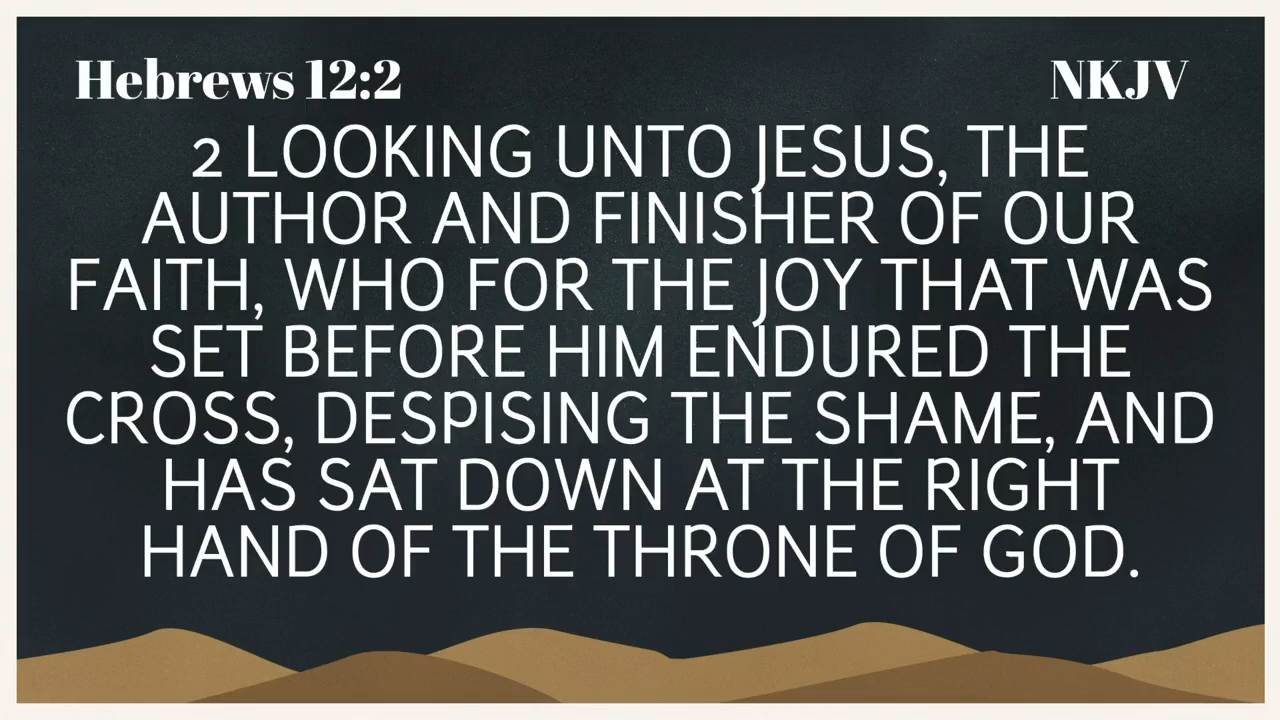 Hebrews 12:2
NKJV
2 LOOKING UNTO JESUS, THE
AUTHOR AND FINISHER OF OUR
FAITH, WHO FOR THE JOY THAT WAS
SET BEFORE HIM ENDURED THE
CROSS, DESPISING THE SHAME, AND
HAS SAT DOWN AT THE RIGHT
HAND OF THE THRONE OF GOD.